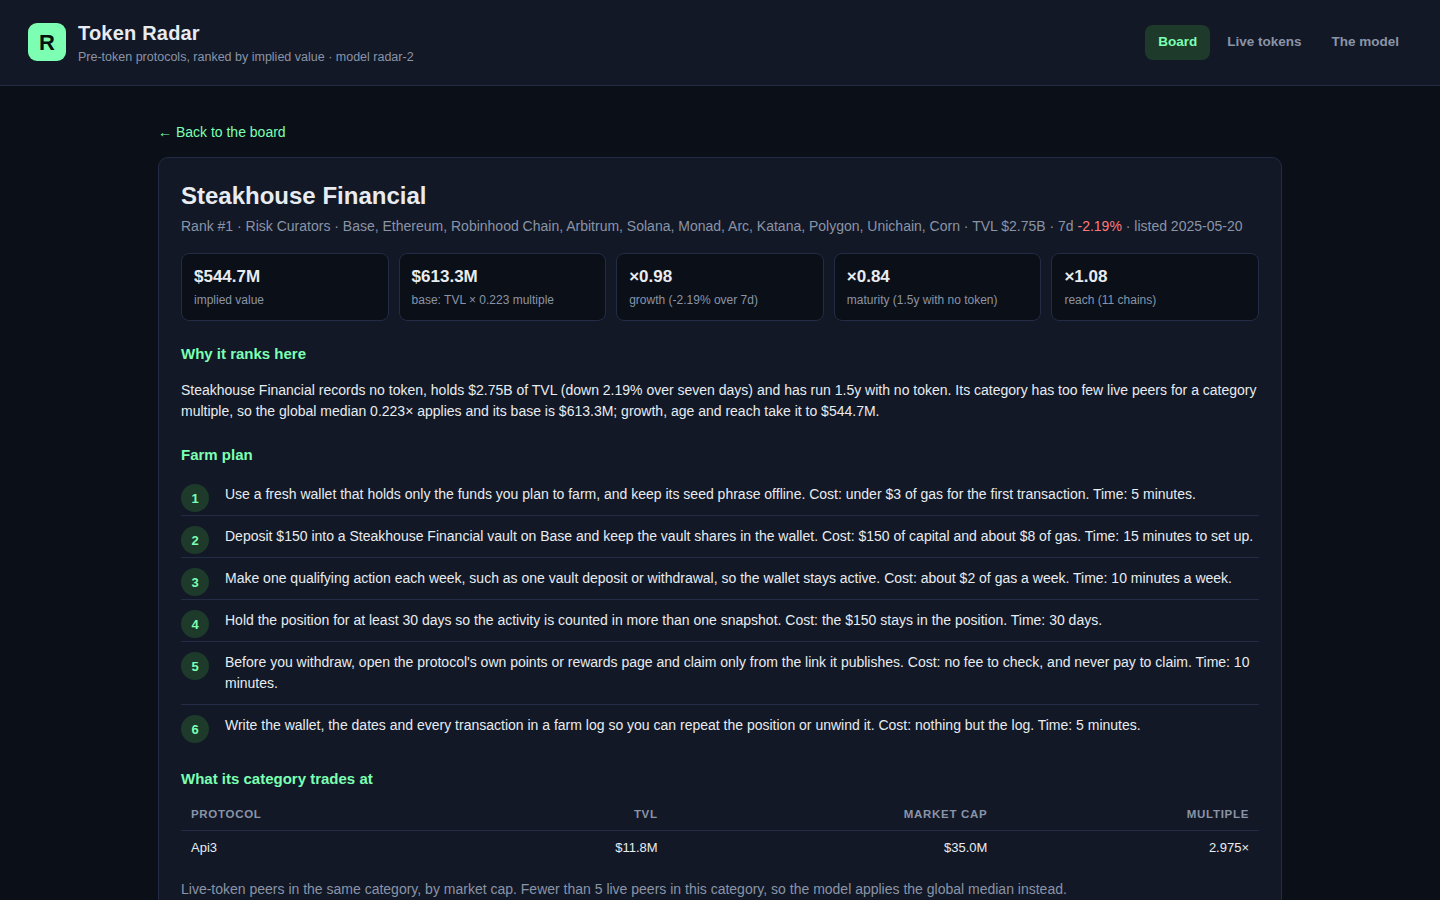 R
Token Radar
Pre-token protocols, ranked by implied value · model radar-2
Board
Live tokens
The model
← Back to the board
Steakhouse Financial
Rank #1 · Risk Curators · Base, Ethereum, Robinhood Chain, Arbitrum, Solana, Monad, Arc, Katana, Polygon, Unichain, Corn · TVL $2.75B · 7d -2.19% · listed 2025-05-20
$544.7M
implied value
$613.3M
base: TVL × 0.223 multiple
×0.98
growth (-2.19% over 7d)
×0.84
maturity (1.5y with no token)
×1.08
reach (11 chains)
Why it ranks here
Steakhouse Financial records no token, holds $2.75B of TVL (down 2.19% over seven days) and has run 1.5y with no token. Its category has too few live peers for a category
multiple, so the global median 0.223× applies and its base is $613.3M; growth, age and reach take it to $544.7M.
Farm plan
1
Use a fresh wallet that holds only the funds you plan to farm, and keep its seed phrase offline. Cost: under $3 of gas for the first transaction. Time: 5 minutes.
2
Deposit $150 into a Steakhouse Financial vault on Base and keep the vault shares in the wallet. Cost: $150 of capital and about $8 of gas. Time: 15 minutes to set up.
3
Make one qualifying action each week, such as one vault deposit or withdrawal, so the wallet stays active. Cost: about $2 of gas a week. Time: 10 minutes a week.
4
Hold the position for at least 30 days so the activity is counted in more than one snapshot. Cost: the $150 stays in the position. Time: 30 days.
5
Before you withdraw, open the protocol's own points or rewards page and claim only from the link it publishes. Cost: no fee to check, and never pay to claim. Time: 10
minutes.
6
Write the wallet, the dates and every transaction in a farm log so you can repeat the position or unwind it. Cost: nothing but the log. Time: 5 minutes.
What its category trades at
PROTOCOL TVL MARKET CAP MULTIPLE
Api3 $11.8M $35.0M 2.975×
Live-token peers in the same category, by market cap. Fewer than 5 live peers in this category, so the model applies the global median instead.